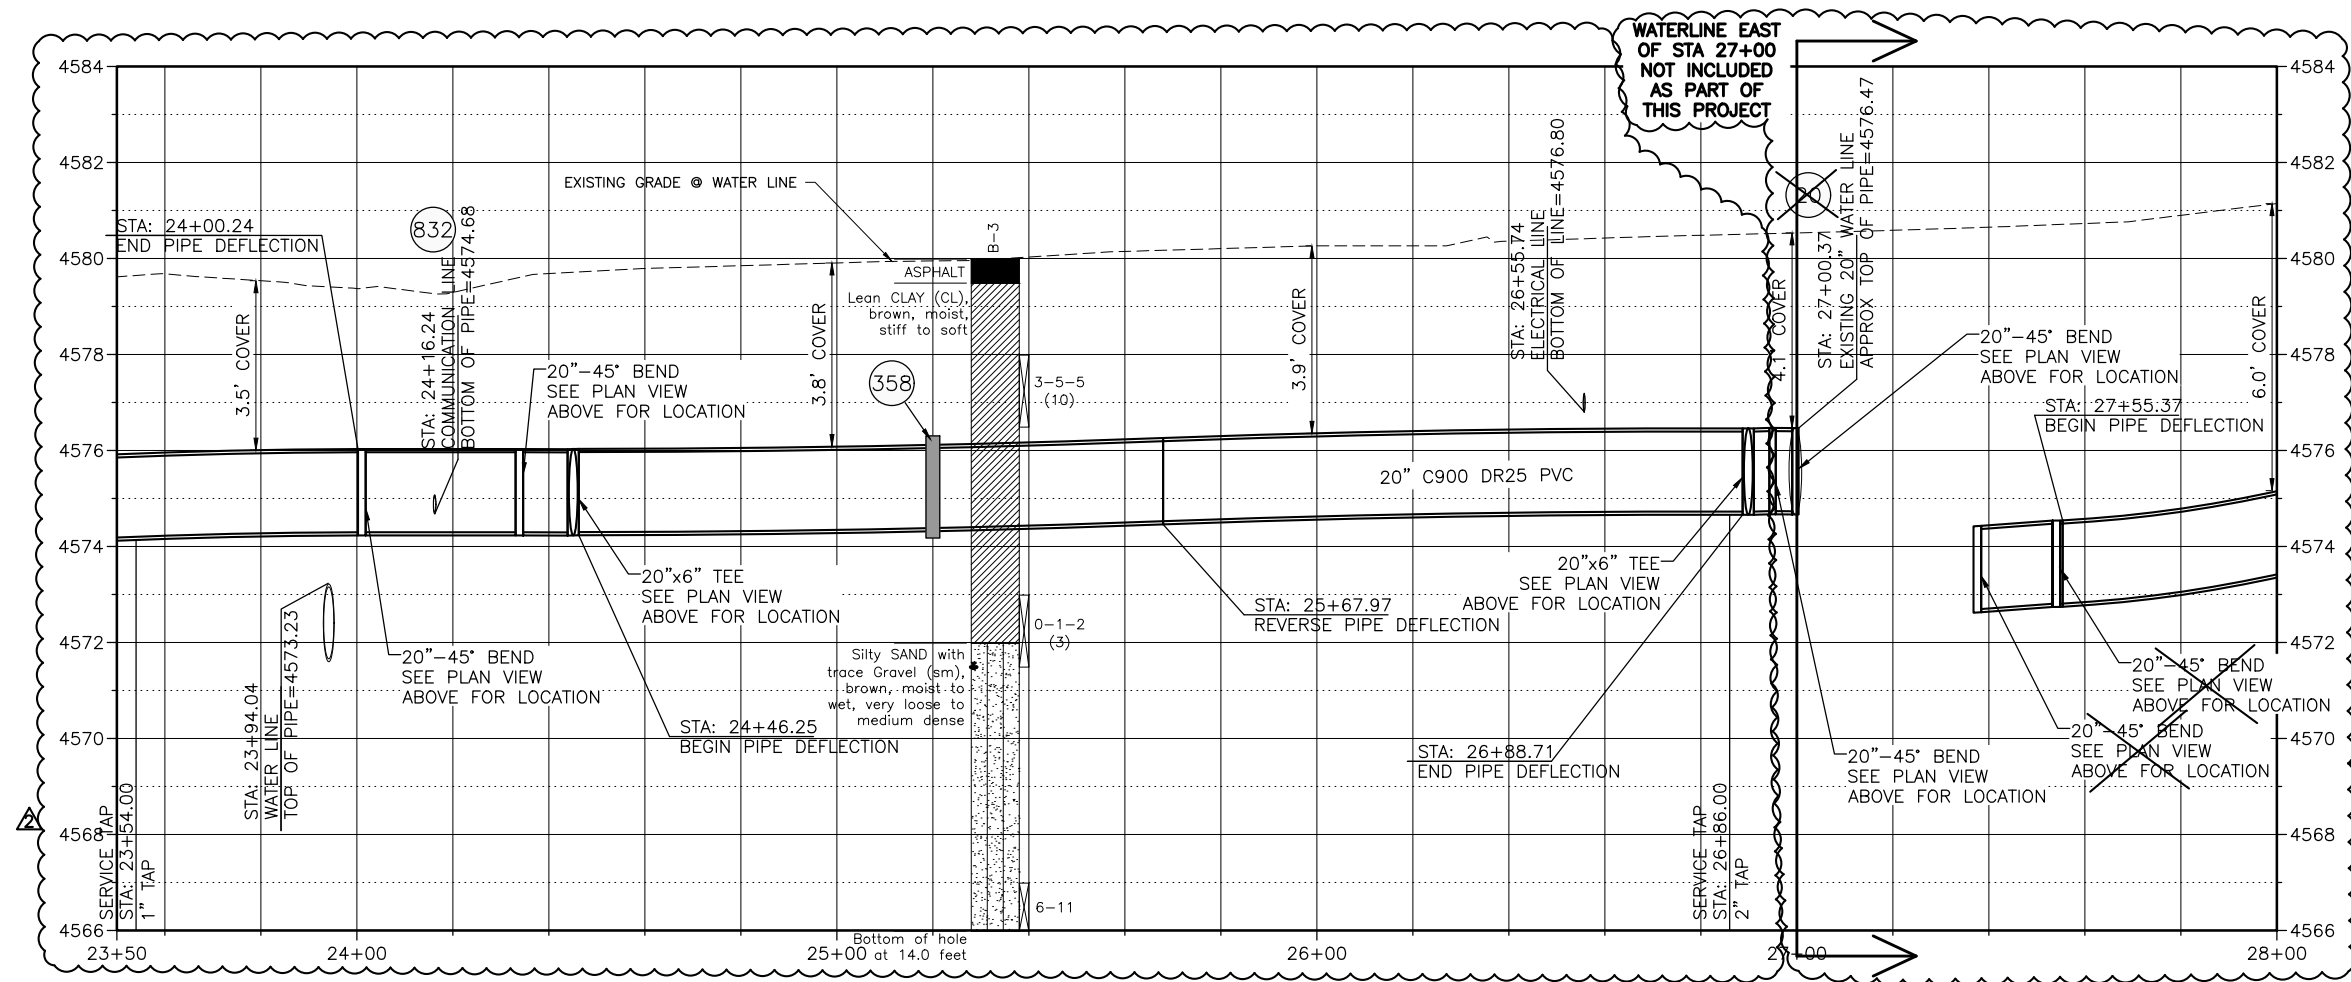 WATERLINE EAST
OF STA 27+00
NOT INCLUDED
AS PART OF
THIS PROJECT
4584
4582
4580
4578
4576
4574
4572
4570
4568
4566
4584
4582
4580
4578
4576
4574
4572
4570
4568
4566
23+50
24+00
25+00
26+00
27+00
28+00
STA: 24+00.24
END PIPE DEFLECTION
832
STA: 24+16.24
COMMUNICATION LINE
BOTTOM OF PIPE=4574.68
EXISTING GRADE @ WATER LINE
3.5' COVER
20"-45° BEND
SEE PLAN VIEW
ABOVE FOR LOCATION
3.8' COVER
358
B-3
ASPHALT
Lean CLAY (CL),
brown, moist,
stiff to soft
3-5-5
(10)
3.9' COVER
STA: 26+55.74
ELECTRICAL LINE
BOTTOM OF LINE=4576.80
4.1' COVER
STA: 27+00.37
EXISTING 20" WATER LINE
APPROX TOP OF PIPE=4576.47
20"-45° BEND
SEE PLAN VIEW
ABOVE FOR LOCATION
STA: 27+55.37
BEGIN PIPE DEFLECTION
6.0' COVER
20" C900 DR25 PVC
20"x6" TEE
SEE PLAN VIEW
ABOVE FOR LOCATION
20"-45° BEND
SEE PLAN VIEW
ABOVE FOR LOCATION
STA: 24+46.25
BEGIN PIPE DEFLECTION
STA: 23+94.04
WATER LINE
TOP OF PIPE=4573.23
SERVICE TAP
STA: 23+54.00
1" TAP
2
0-1-2
(3)
Silty SAND with
trace Gravel (sm),
brown, moist to
wet, very loose to
medium dense
6-11
Bottom of hole
at 14.0 feet
STA: 25+67.97
REVERSE PIPE DEFLECTION
20"x6" TEE
SEE PLAN VIEW
ABOVE FOR LOCATION
STA: 26+88.71
END PIPE DEFLECTION
SERVICE TAP
STA: 26+86.00
2" TAP
20"-45° BEND
SEE PLAN VIEW
ABOVE FOR LOCATION
20"-45° BEND
SEE PLAN VIEW
ABOVE FOR LOCATION
20"-45° BEND
SEE PLAN VIEW
ABOVE FOR LOCATION